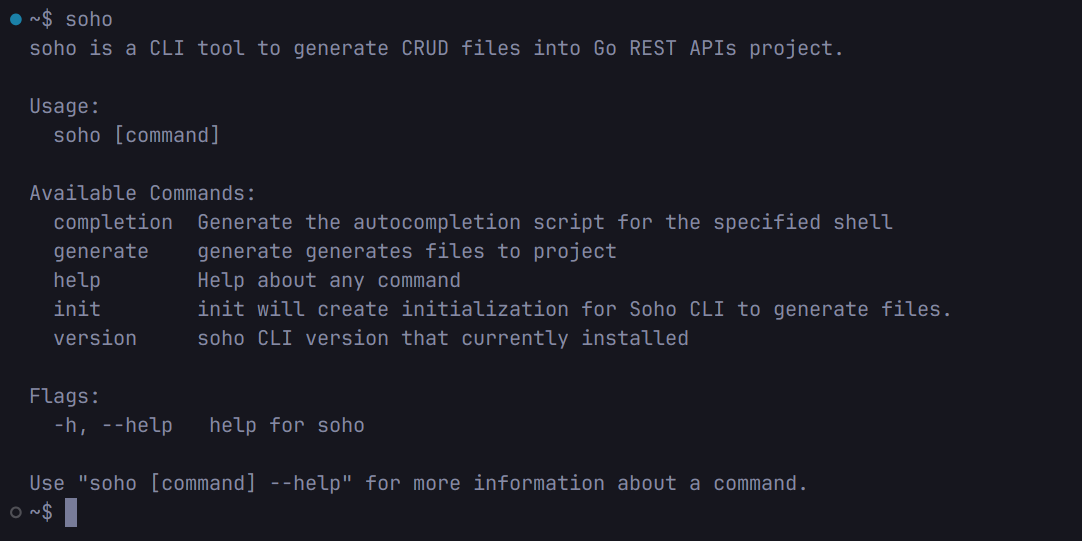 ~$ soho
soho is a CLI tool to generate CRUD files into Go REST APIs project.
Usage:
soho [command]
Available Commands:
completion  Generate the autocompletion script for the specified shell
generate    generate generates files to project
help        Help about any command
init        init will create initialization for Soho CLI to generate files.
version     soho CLI version that currently installed
Flags:
-h, --help   help for soho
Use "soho [command] --help" for more information about a command.
~$